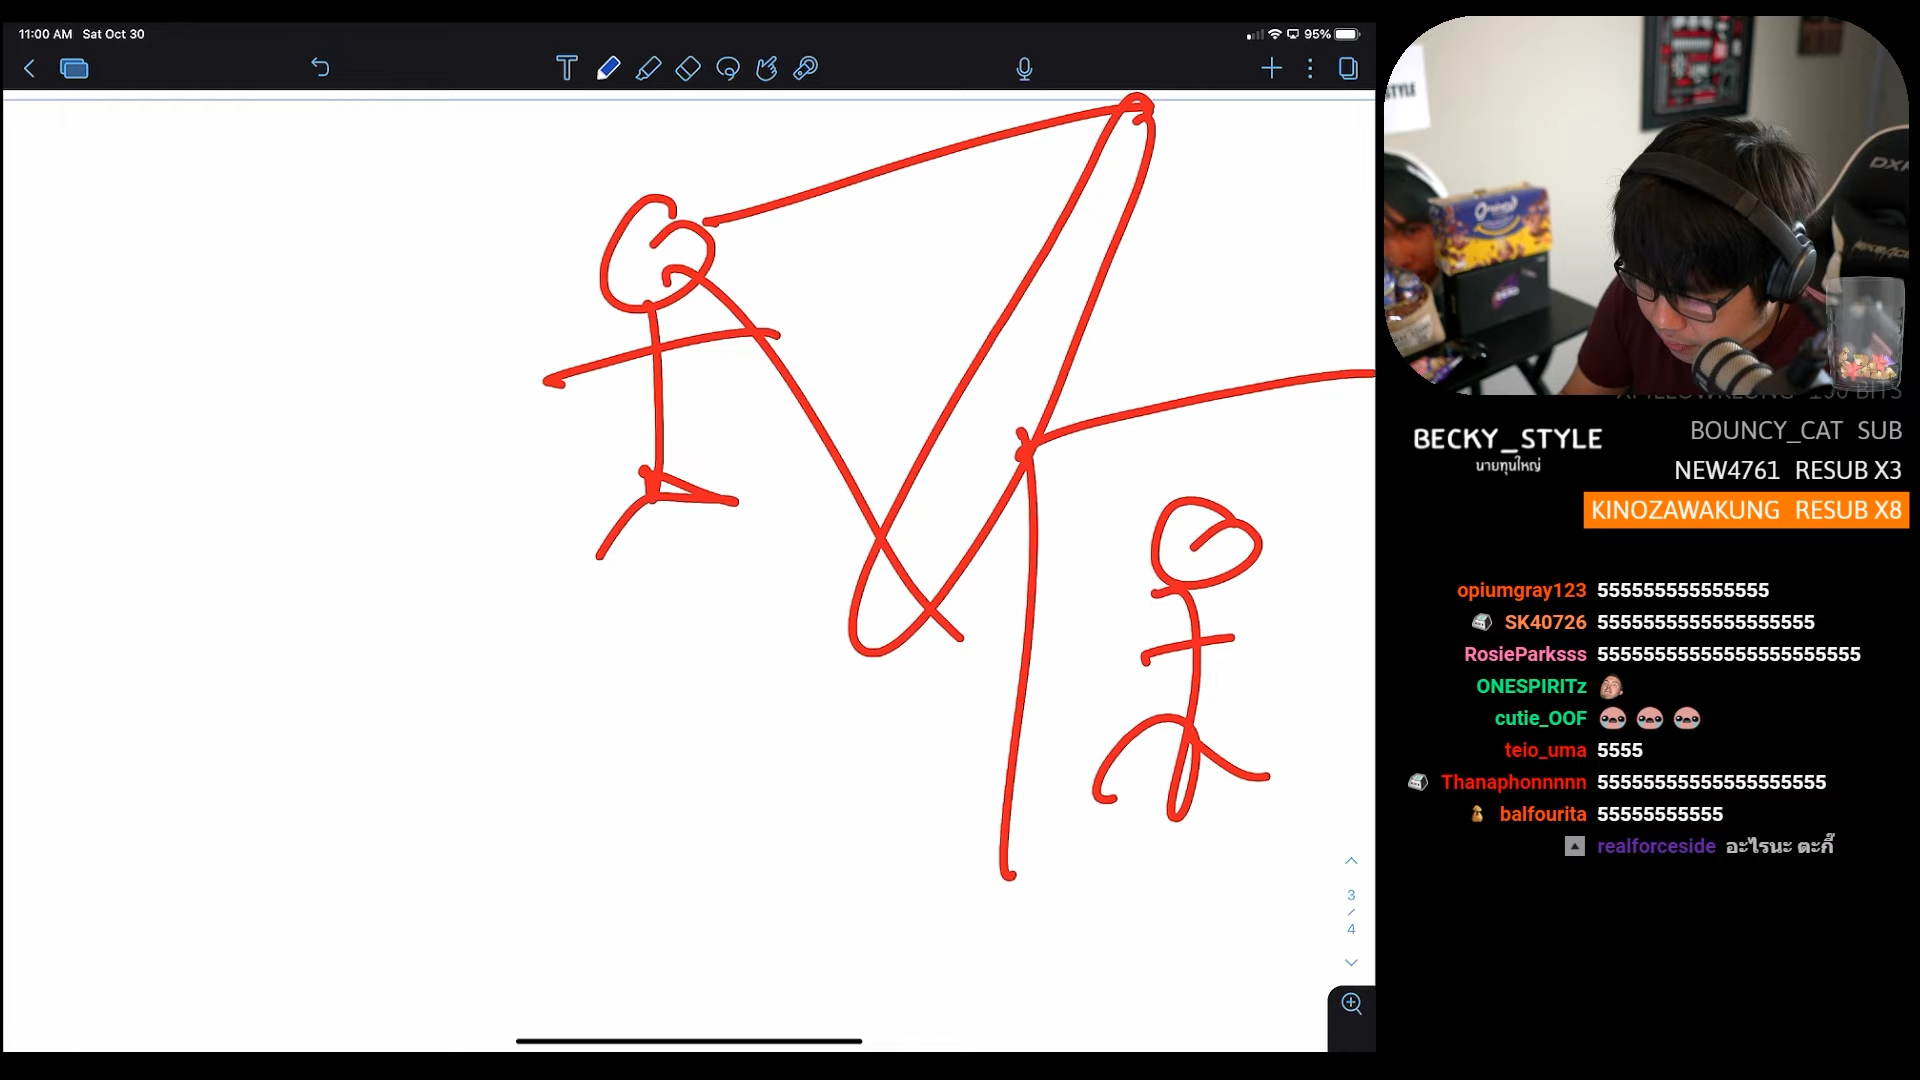 11:00 AM Sat Oct 30
95%
STYLE
BECKY_STYLE
นายทุนใหญ่
BOUNCY_CAT SUB
NEW4761 RESUB X3
KINOZAWAKUNG RESUB X8
opiumgray123 555555555555555
SK40726 5555555555555555555
RosieParksss 55555555555555555555555
ONESPIRITz
cutie_OOF
teio_uma 5555
Thanaphonnnnn 55555555555555555555
balfourita 55555555555
realforceside อะไรนะ ตะกี๊
3
/
4